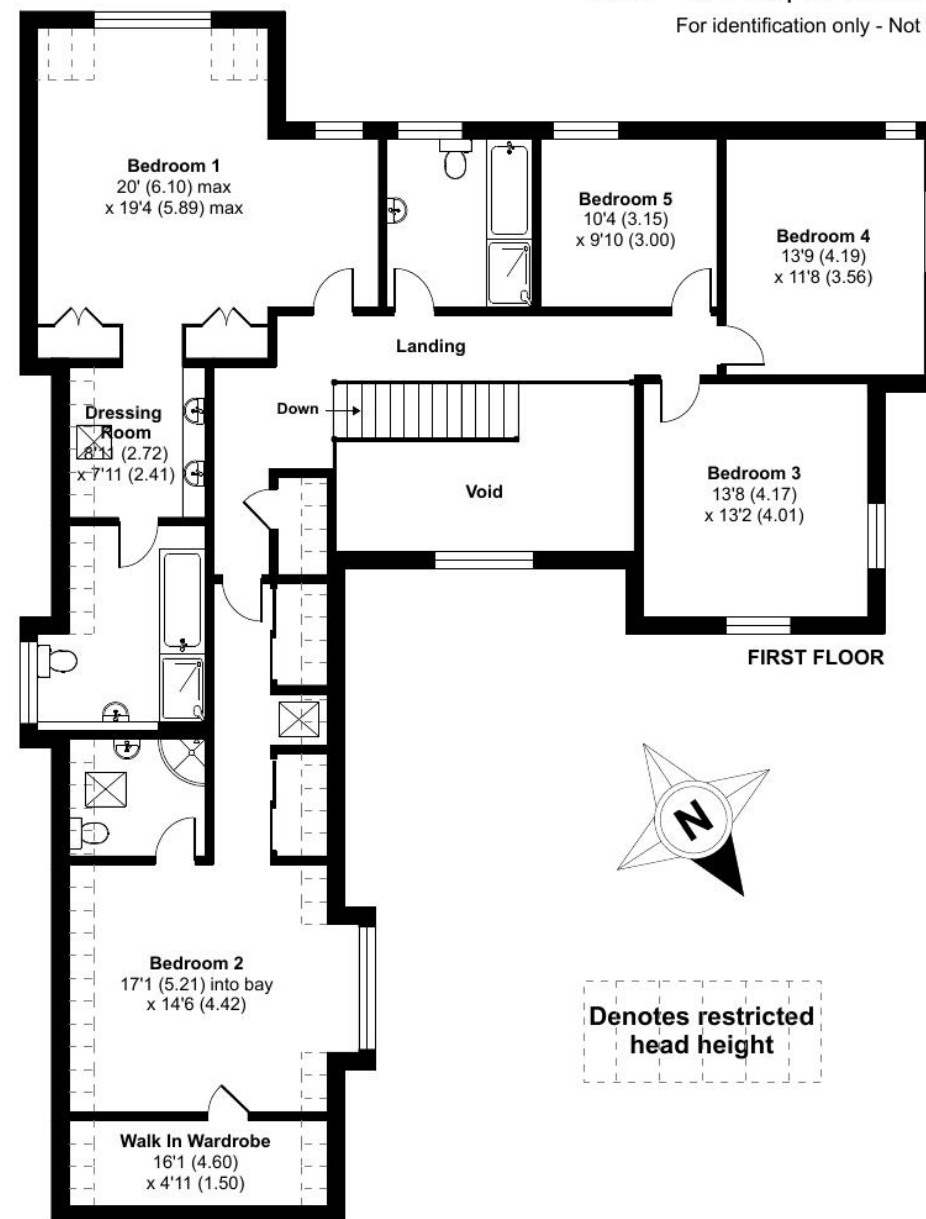 For identification only - Not
Bedroom 1
20' (6.10) max
x 19'4 (5.89) max
Bedroom 5
10'4 (3.15)
x 9'10 (3.00)
Bedroom 4
13'9 (4.19)
x 11'8 (3.56)
Landing
Down
Dressing
Room
8'11 (2.72)
x 7'11 (2.41)
Void
Bedroom 3
13'8 (4.17)
x 13'2 (4.01)
FIRST FLOOR
N
Bedroom 2
17'1 (5.21) into bay
x 14'6 (4.42)
Denotes restricted
head height
Walk In Wardrobe
16'1 (4.60)
x 4'11 (1.50)